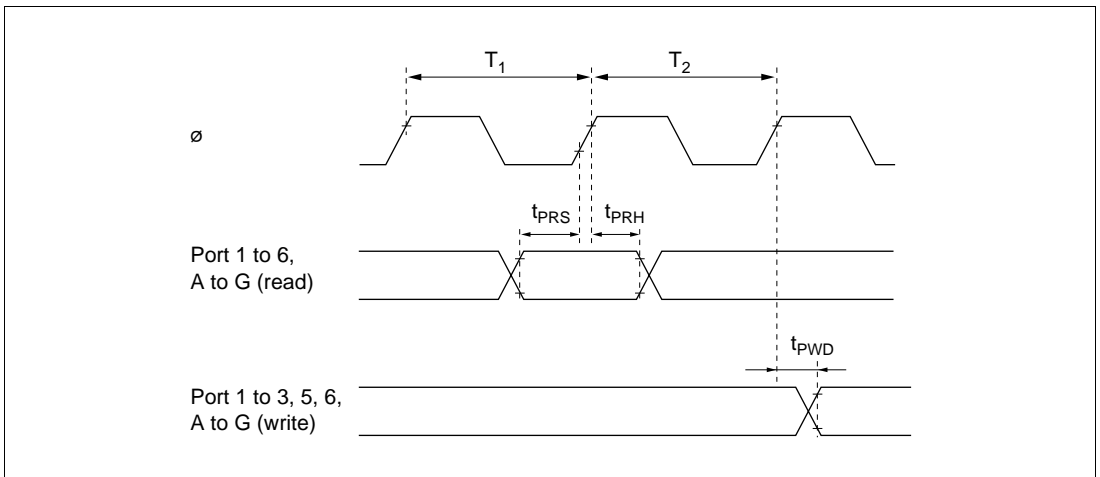 T1 T2
ø
tPRS tPRH
Port 1 to 6,
A to G (read)
tPWD
Port 1 to 3, 5, 6,
A to G (write)